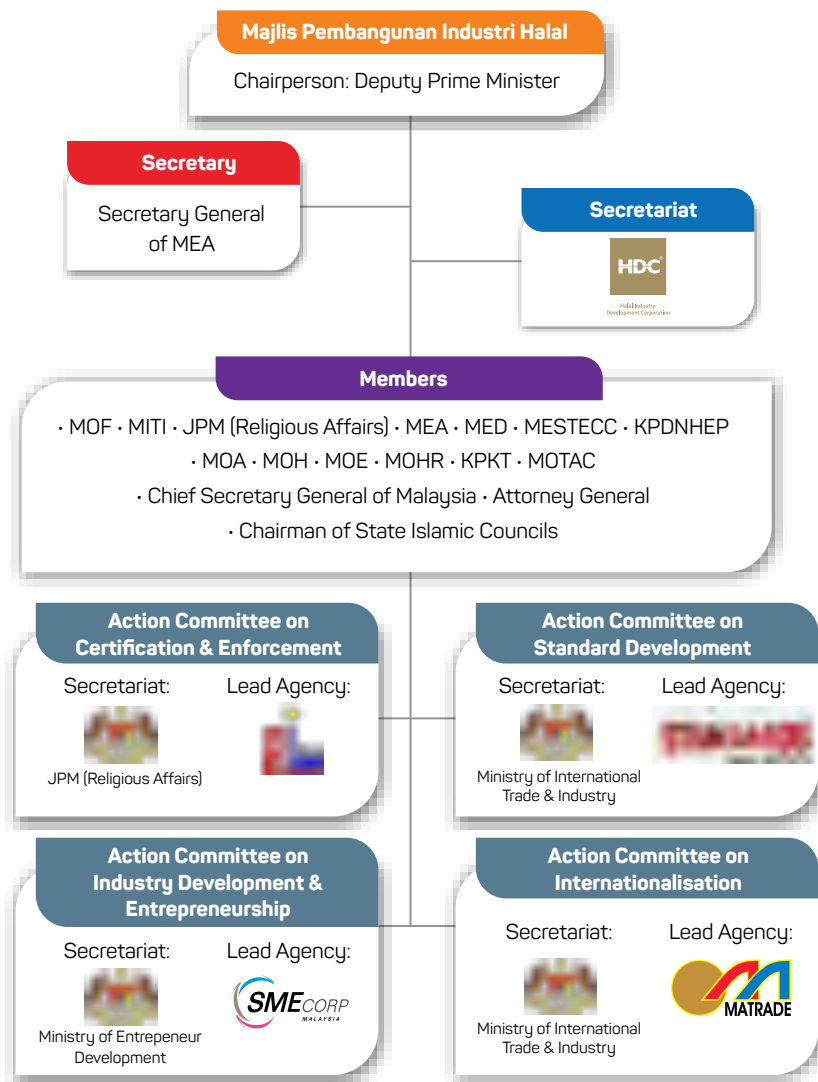 Majlis Pembangunan Industri Halal
Chairperson: Deputy Prime Minister
Secretary
Secretary General
of MEA
Secretariat
HDC
Halal Industry
Development Corporation
Members
· MOF · MITI · JPM (Religious Affairs) · MEA · MED · MESTECC · KPDNHEP
· MOA · MOH · MOE · MOHR · KPKT · MOTAC
· Chief Secretary General of Malaysia · Attorney General
· Chairman of State Islamic Councils
Action Committee on
Certification & Enforcement
Secretariat:
Lead Agency:
JPM (Religious Affairs)
Action Committee on
Standard Development
Secretariat:
Lead Agency:
Ministry of International
Trade & Industry
Action Committee on
Industry Development &
Entrepreneurship
Secretariat:
Lead Agency:
Ministry of Entrepeneur
Development
SME CORP
MALAYSIA
Action Committee on
Internationalisation
Secretariat:
Lead Agency:
Ministry of International
Trade & Industry
MATRADE